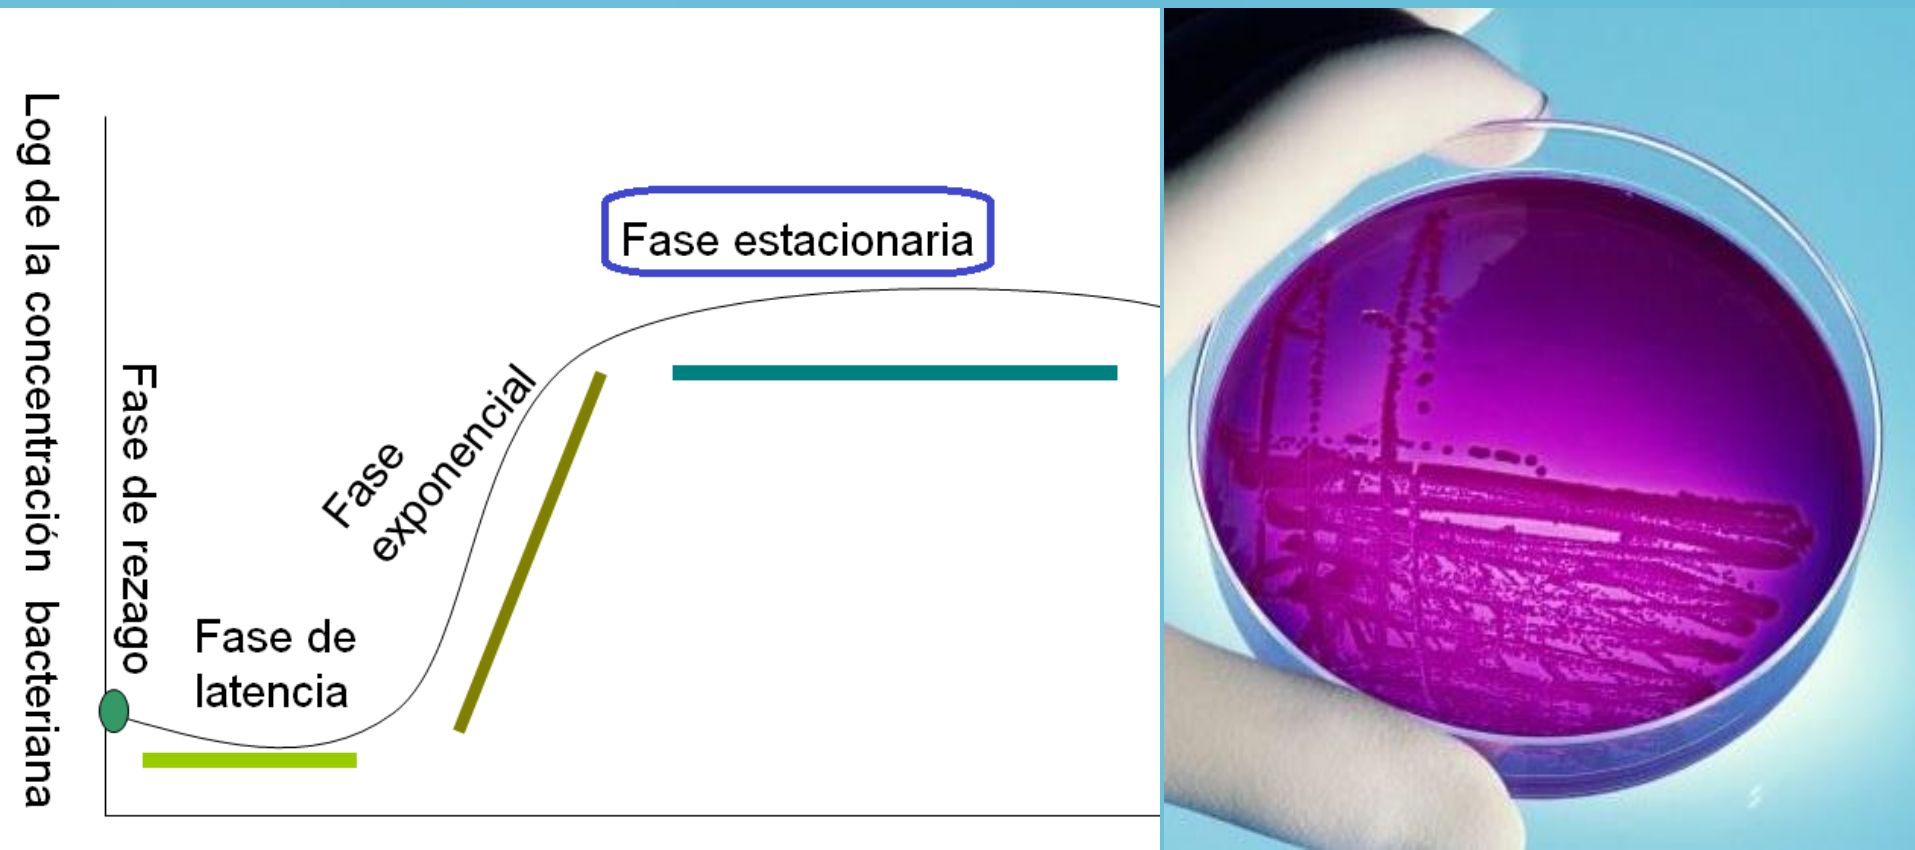 Log de la concentración bacteriana
Fase de rezago
Fase de
latencia
Fase
exponencial
Fase estacionaria